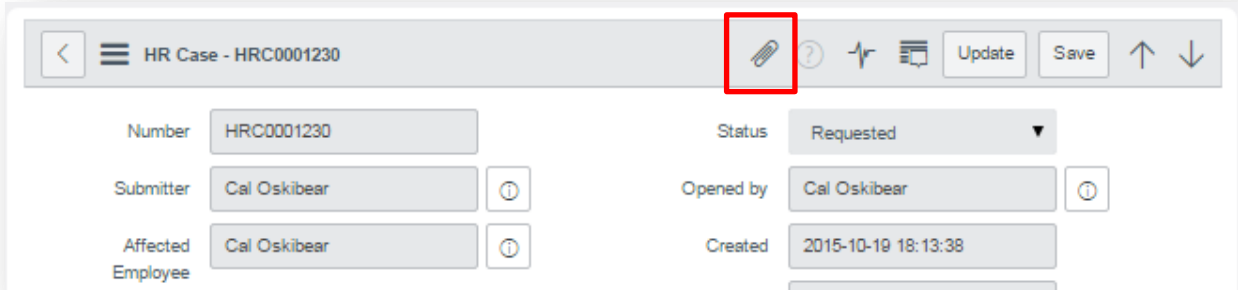 HR Case - HRC0001230
Update
Save
Number HRC0001230
Status Requested
Submitter Cal Oskibear
Opened by Cal Oskibear
Affected Employee Cal Oskibear
Created 2015-10-19 18:13:38